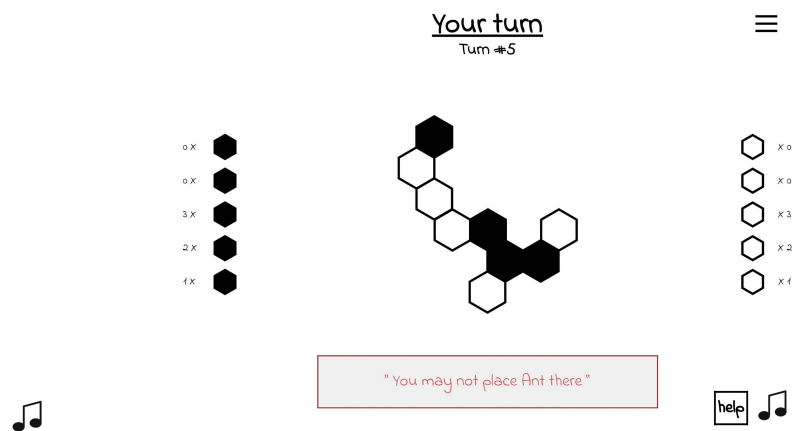 Your turn
Turn #5
0 X
X 0
0 X
X 0
3 X
X 3
2 X
X 2
1 X
X 1
" You may not place Ant there "
help